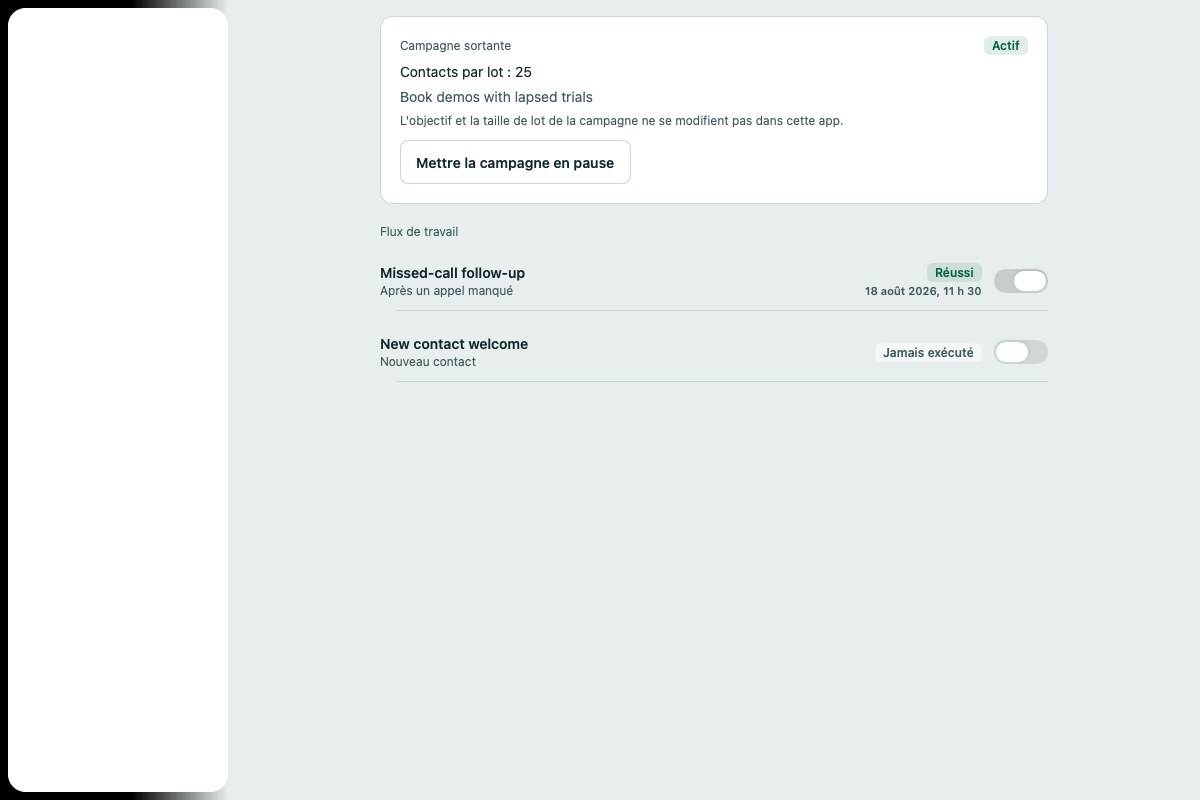 Campagne sortante
Actif
Contacts par lot : 25
Book demos with lapsed trials
L'objectif et la taille de lot de la campagne ne se modifient pas dans cette app.
Mettre la campagne en pause
Flux de travail
Missed-call follow-up
Réussi
Après un appel manqué
18 août 2026, 11 h 30
New contact welcome
Jamais exécuté
Nouveau contact